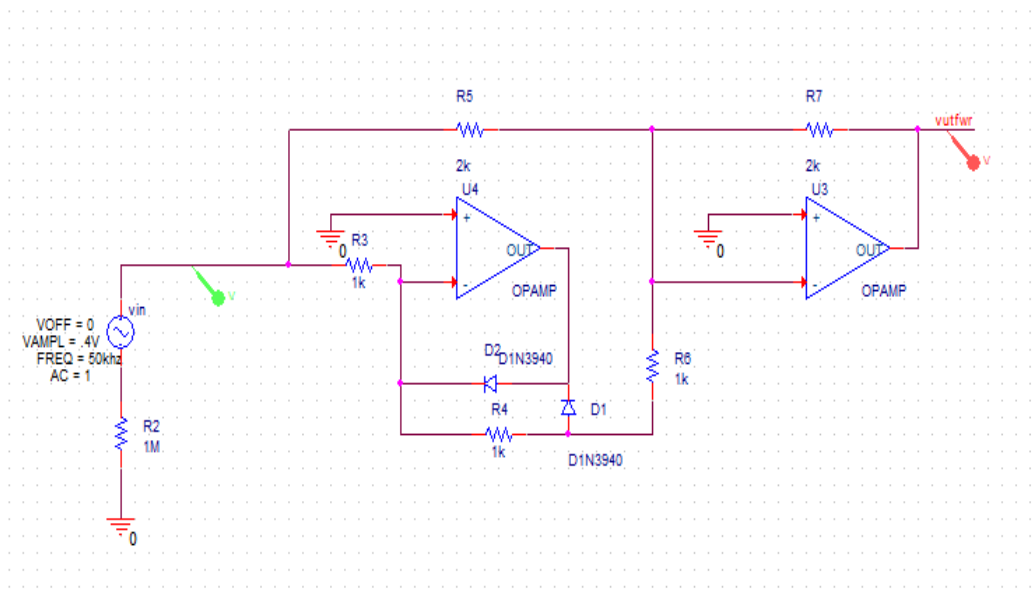 R5
R7
vutfwr
V
2k
2k
U4
U3
+
+
0
R3
OUT
0
OUT
1k
-
-
OPAMP
OPAMP
V
vin
VOFF = 0
VAMPL = .4V
FREQ = 50khz
AC = 1
D2
D1N3940
R6
1k
R4
D1
R2
1M
1k
D1N3940
0